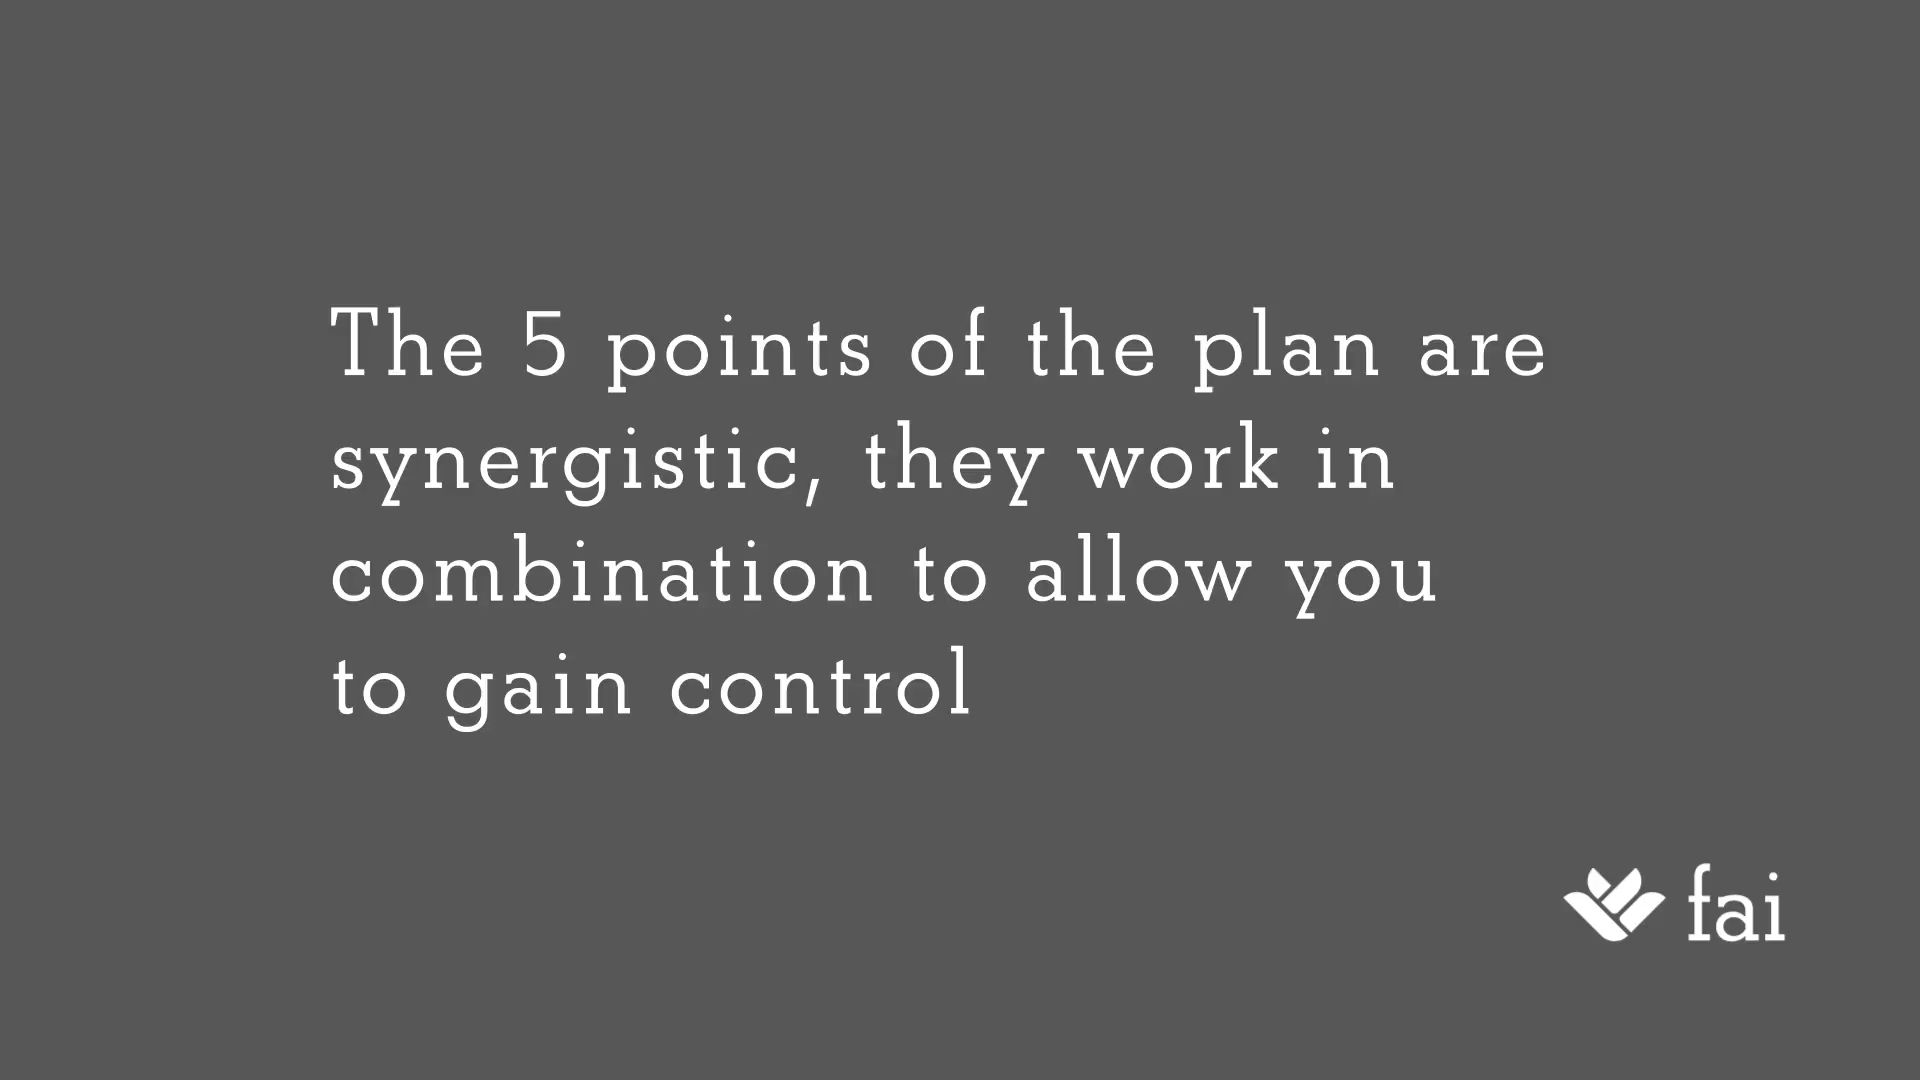 The 5 points of the plan are
synergistic, they work in
combination to allow you
to gain control
fai